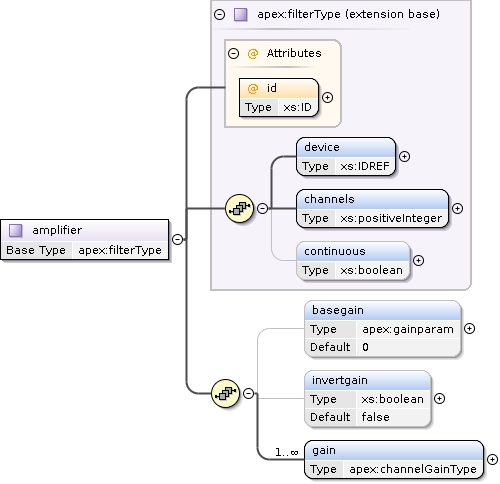 apex:filterType (extension base)
@ Attributes
@ id
Type xs:ID
device
Type xs:IDREF
channels
Type xs:positiveInteger
continuous
Type xs:boolean
amplifier
Base Type apex:filterType
basegain
Type apex:gainparam
Default 0
invertgain
Type xs:boolean
Default false
1..∞
gain
Type apex:channelGainType